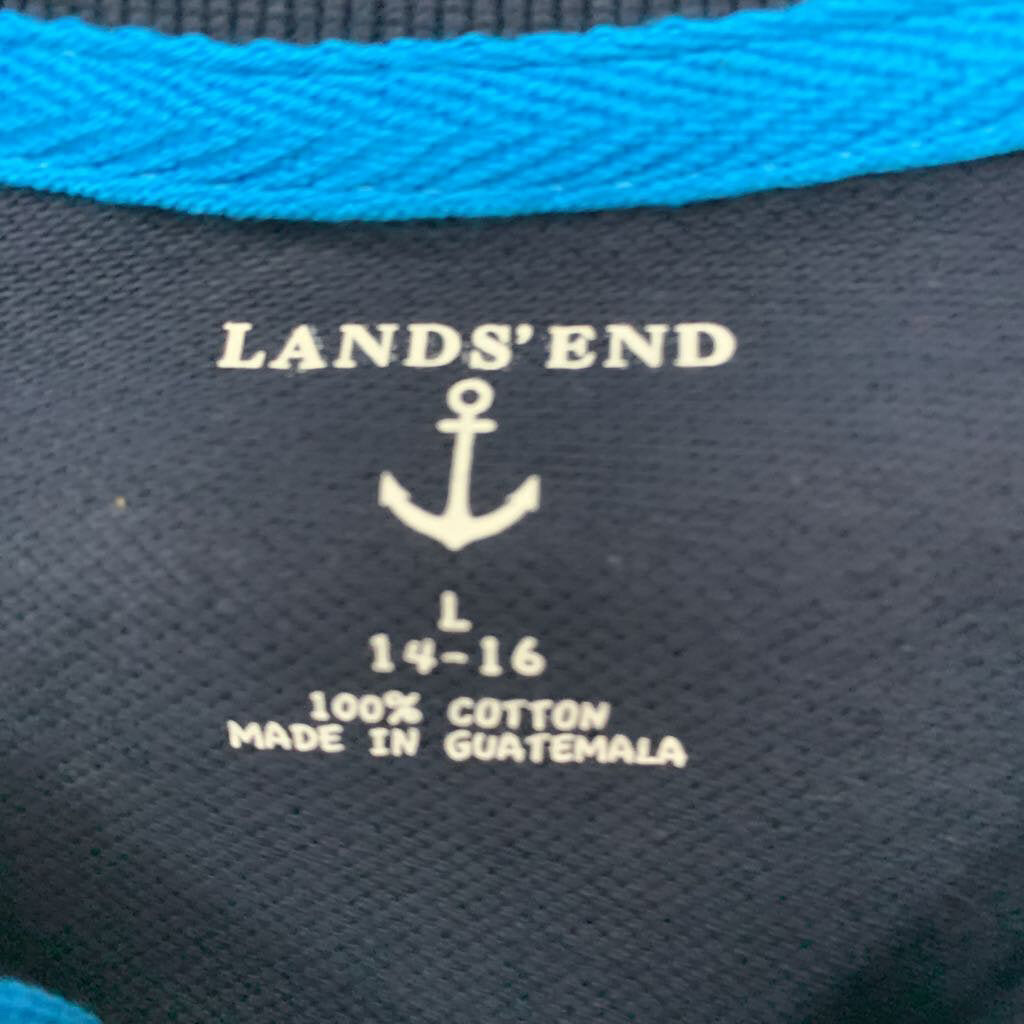 LANDS' END
L
14-16
100% COTTON
MADE IN GUATEMALA